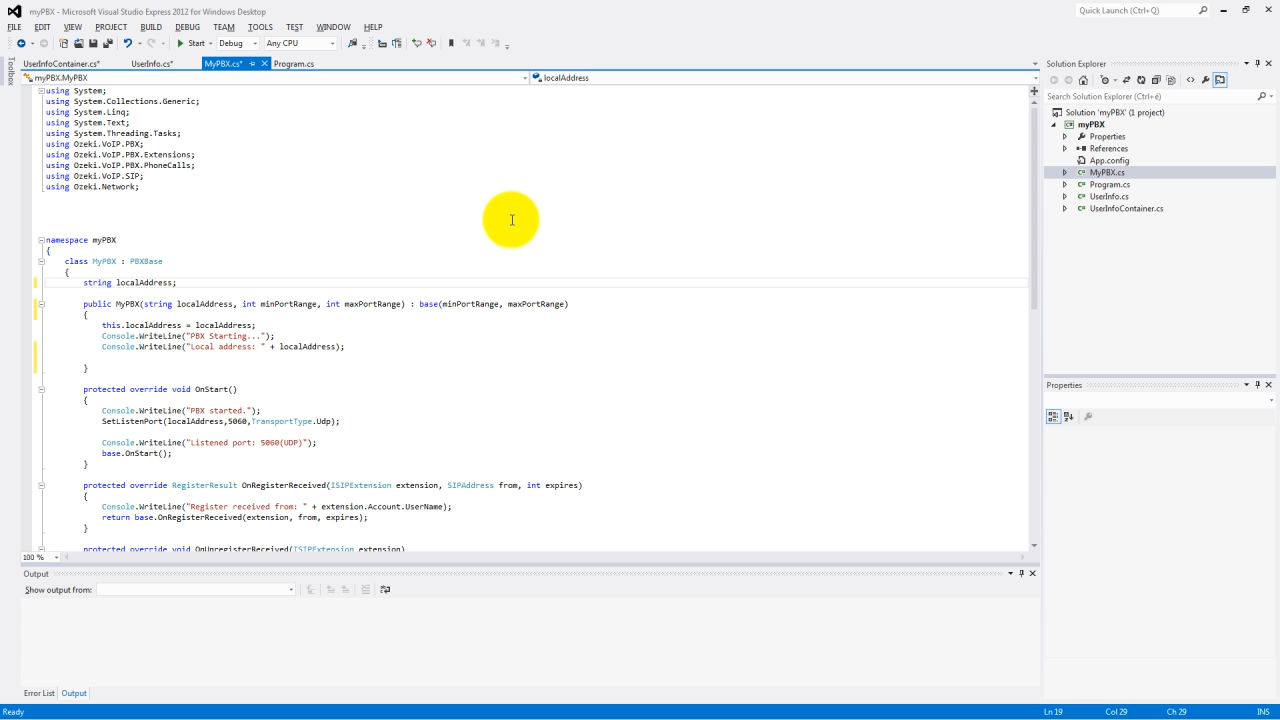 myPBX - Microsoft Visual Studio Express 2012 for Windows Desktop
Quick Launch (Ctrl+Q)
FILE EDIT VIEW PROJECT BUILD DEBUG TEAM TOOLS TEST WINDOW HELP
Start Debug Any CPU
Toolbox
UserInfoContainer.cs* UserInfo.cs* MyPBX.cs* Program.cs
myPBX.MyPBX localAddress
using System;
using System.Collections.Generic;
using System.Linq;
using System.Text;
using System.Threading.Tasks;
using Ozeki.VoIP.PBX;
using Ozeki.VoIP.PBX.Extensions;
using Ozeki.VoIP.PBX.PhoneCalls;
using Ozeki.VoIP.SIP;
using Ozeki.Network;
namespace myPBX
{
class MyPBX : PBXBase
{
string localAddress;
public MyPBX(string localAddress, int minPortRange, int maxPortRange) : base(minPortRange, maxPortRange)
{
this.localAddress = localAddress;
Console.WriteLine("PBX Starting...");
Console.WriteLine("Local address: " + localAddress);
}
protected override void OnStart()
{
Console.WriteLine("PBX started.");
SetListenPort(localAddress,5060,TransportType.Udp);
Console.WriteLine("Listened port: 5060(UDP)");
base.OnStart();
}
protected override RegisterResult OnRegisterReceived(ISIPExtension extension, SIPAddress from, int expires)
{
Console.WriteLine("Register received from: " + extension.Account.UserName);
return base.OnRegisterReceived(extension, from, expires);
}
protected override void OnUnregisterReceived(ISIPExtension extension)
100 %
Output
Show output from:
Error List Output
Solution Explorer
Search Solution Explorer (Ctrl+é)
Solution 'myPBX' (1 project)
myPBX
Properties
References
App.config
MyPBX.cs
Program.cs
UserInfo.cs
UserInfoContainer.cs
Properties
Ready Ln 19 Col 29 Ch 29 INS